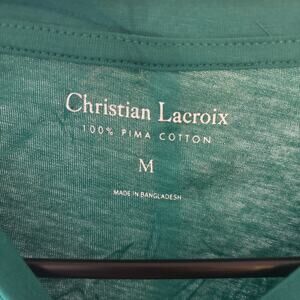 Christian Lacroix
100% PIMA COTTON
M
MADE IN BANGLADESH